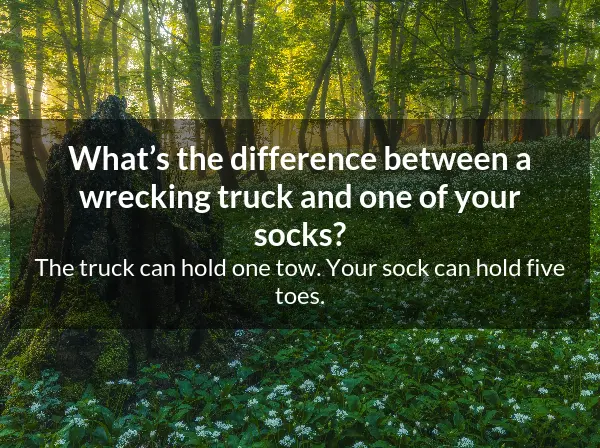 What’s the difference between a
wrecking truck and one of your
socks?
The truck can hold one tow. Your sock can hold five
toes.